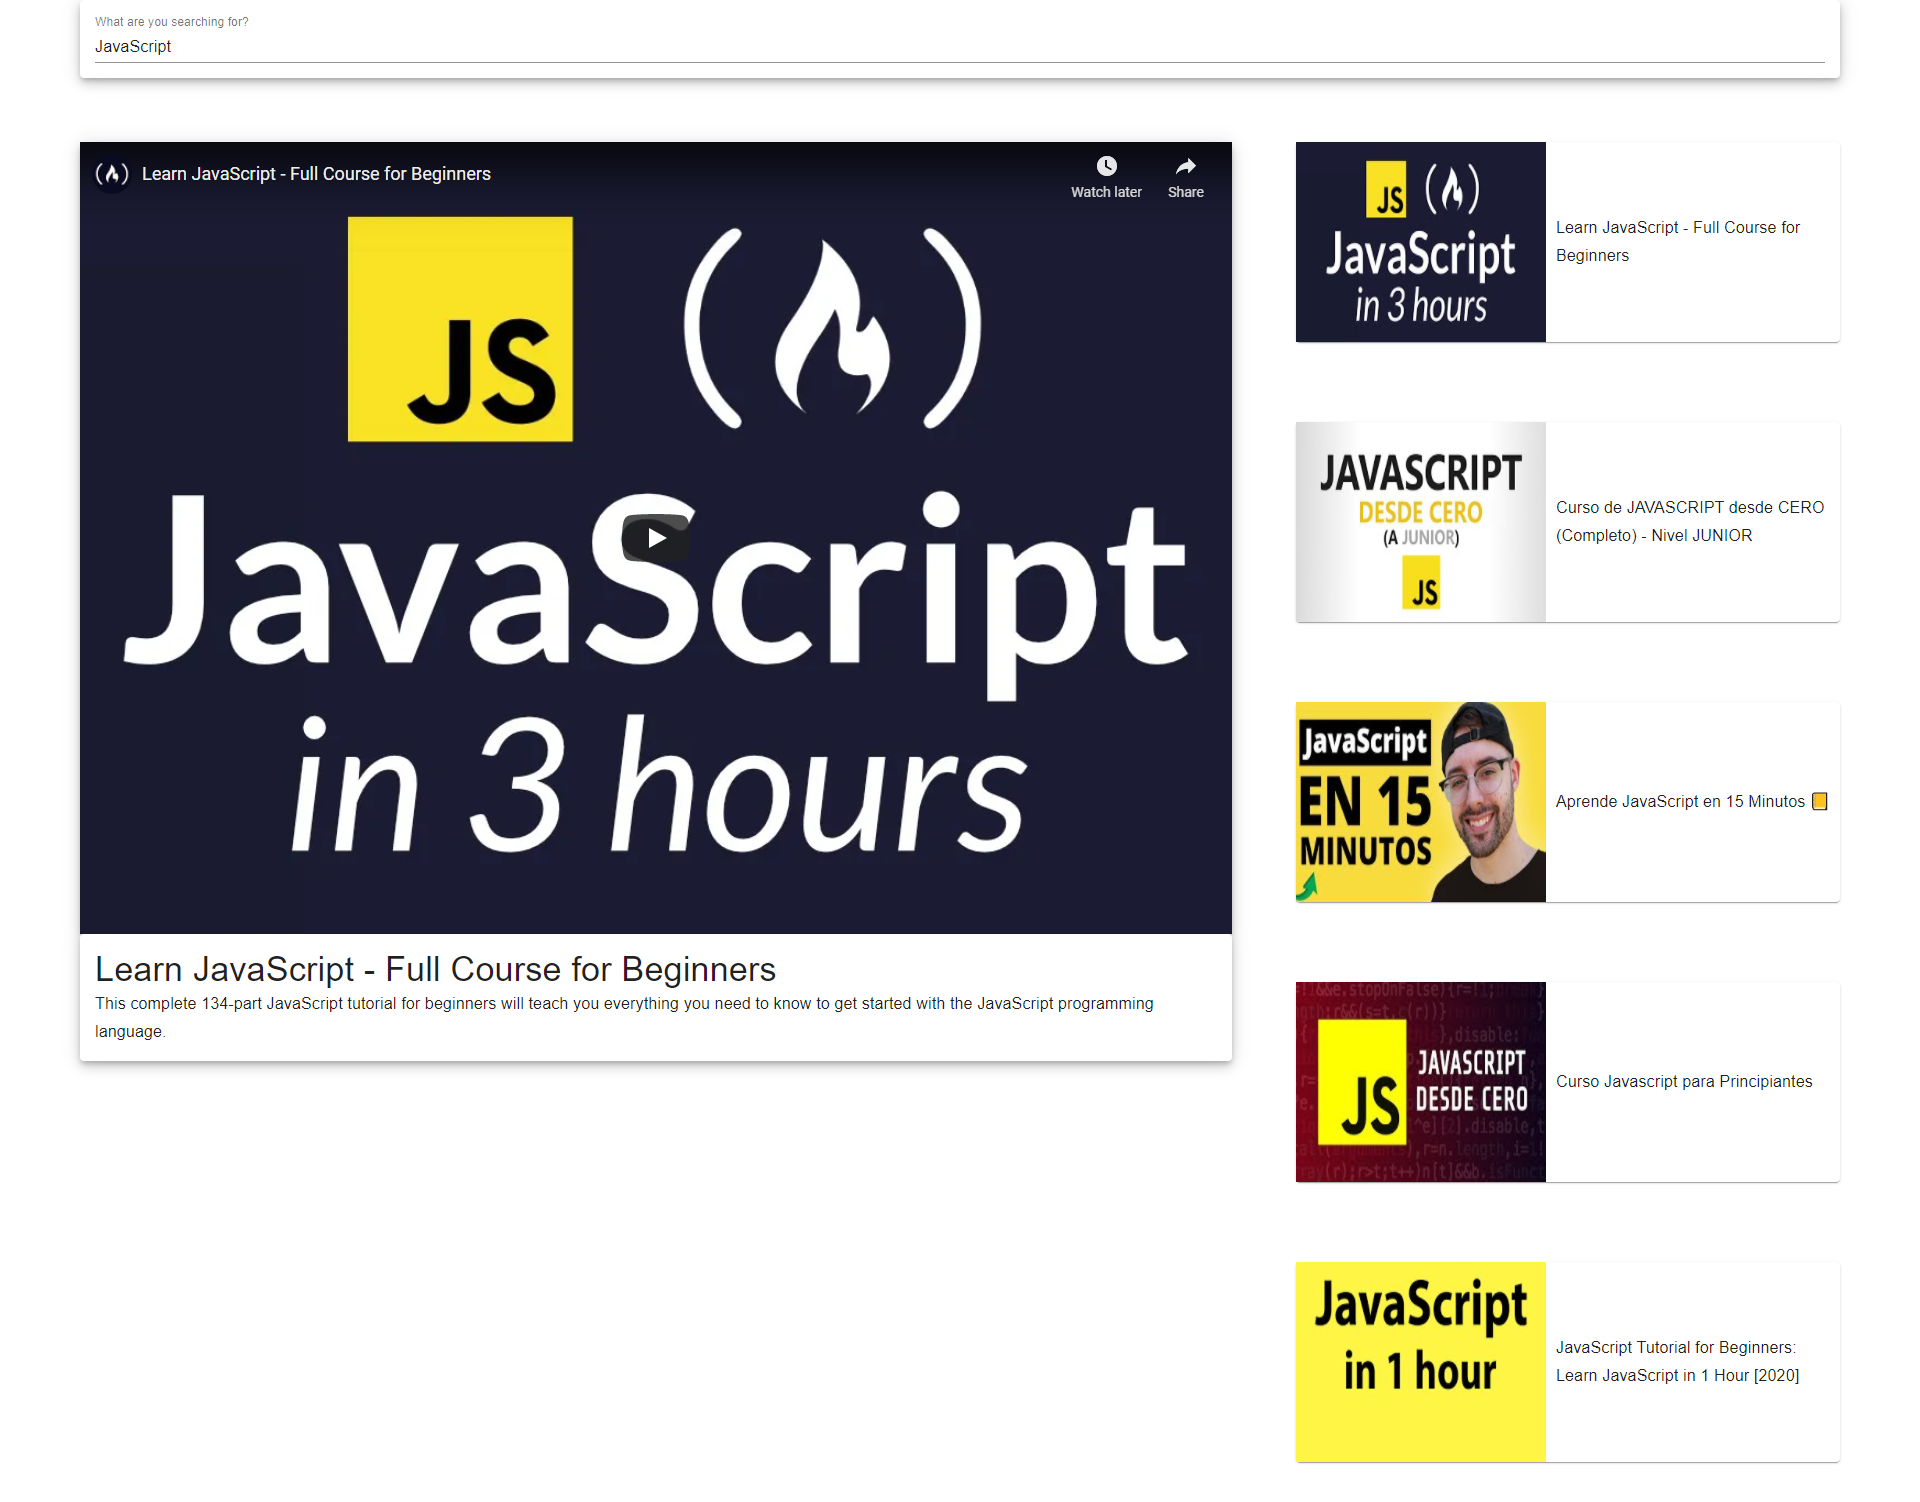 What are you searching for?
JavaScript
Learn JavaScript - Full Course for Beginners
Watch later
Share
JS
JavaScript
in 3 hours
Learn JavaScript - Full Course for Beginners
This complete 134-part JavaScript tutorial for beginners will teach you everything you need to know to get started with the JavaScript programming
language.
JS
JavaScript
in 3 hours
Learn JavaScript - Full Course for
Beginners
JAVASCRIPT
DESDE CERO
(A JUNIOR)
JS
Curso de JAVASCRIPT desde CERO
(Completo) - Nivel JUNIOR
JavaScript
EN 15
MINUTOS
Aprende JavaScript en 15 Minutos 📒
JS
JAVASCRIPT
DESDE CERO
Curso Javascript para Principiantes
JavaScript
in 1 hour
JavaScript Tutorial for Beginners:
Learn JavaScript in 1 Hour [2020]